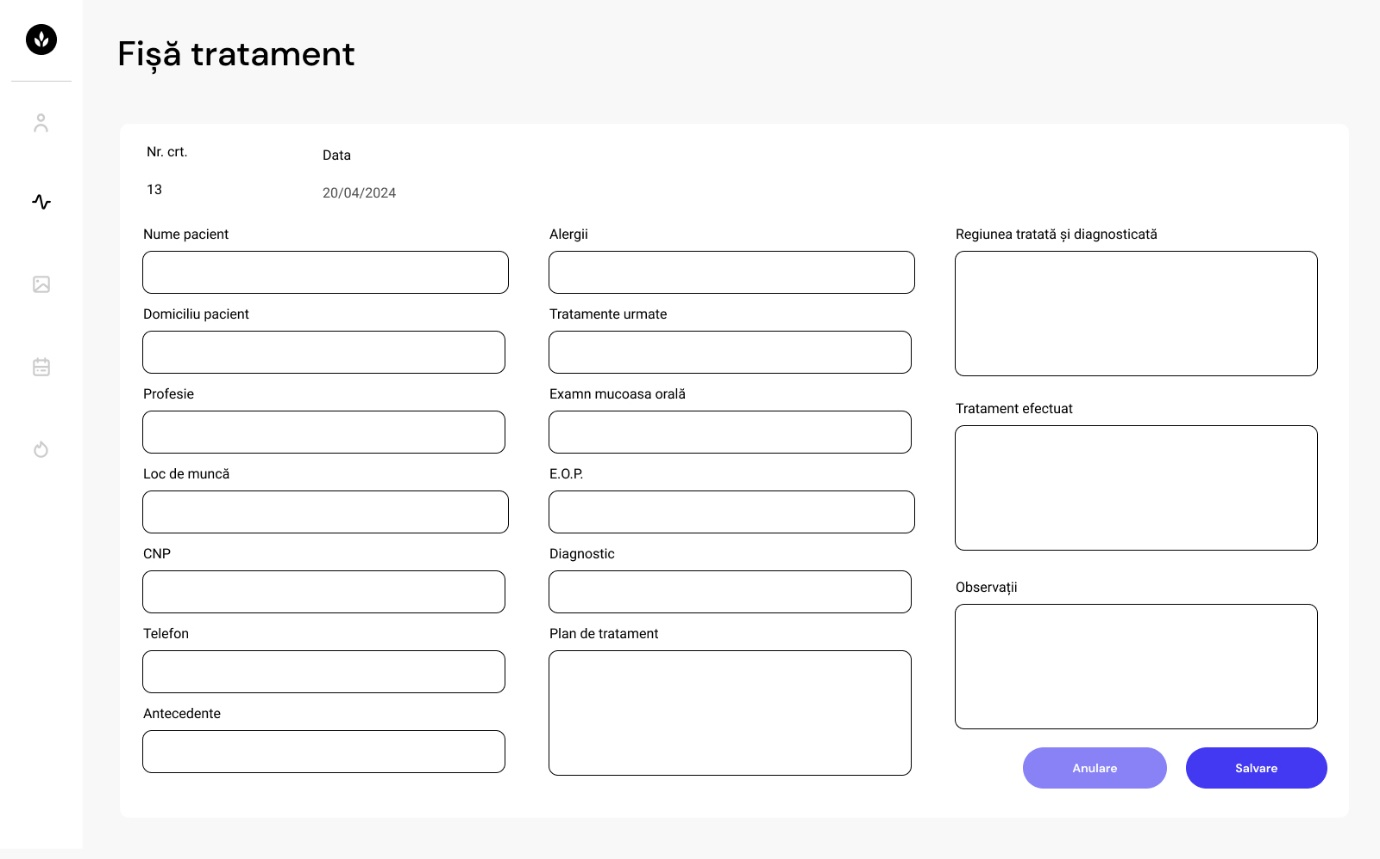 Fișă tratament
Nr. crt.
Data
13
20/04/2024
Nume pacient
Domiciliu pacient
Profesie
Loc de muncă
CNP
Telefon
Antecedente
Alergii
Tratamente urmate
Examn mucoasa orală
E.O.P.
Diagnostic
Plan de tratament
Regiunea tratată și diagnosticată
Tratament efectuat
Observații
Anulare
Salvare